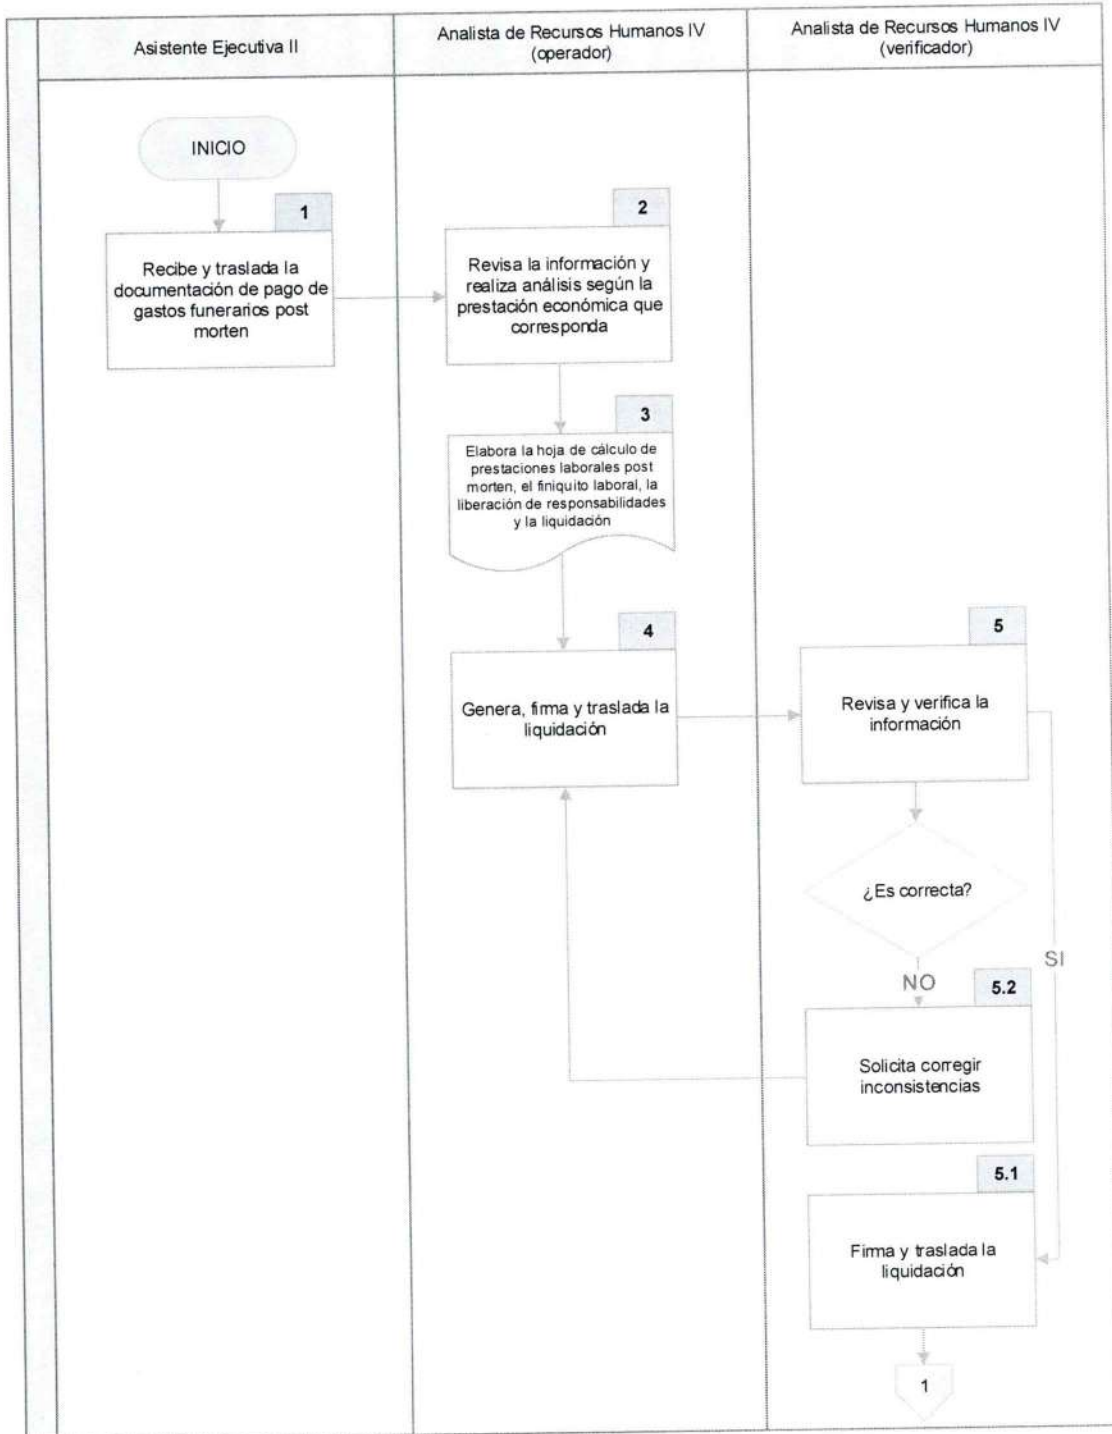 Asistente Ejecutiva II
Analista de Recursos Humanos IV
(operador)
Analista de Recursos Humanos IV
(verificador)
INICIO
1
Recibe y traslada la
documentación de pago de
gastos funerarios post
morten
2
Revisa la información y
realiza análisis según la
prestación económica que
corresponda
3
Elabora la hoja de cálculo de
prestaciones laborales post
morten, el finiquito laboral, la
liberación de responsabilidades
y la liquidación
4
Genera, firma y traslada la
liquidación
5
Revisa y verifica la
información
¿Es correcta?
SI
NO
5.2
Solicita corregir
inconsistencias
5.1
Firma y traslada la
liquidación
1